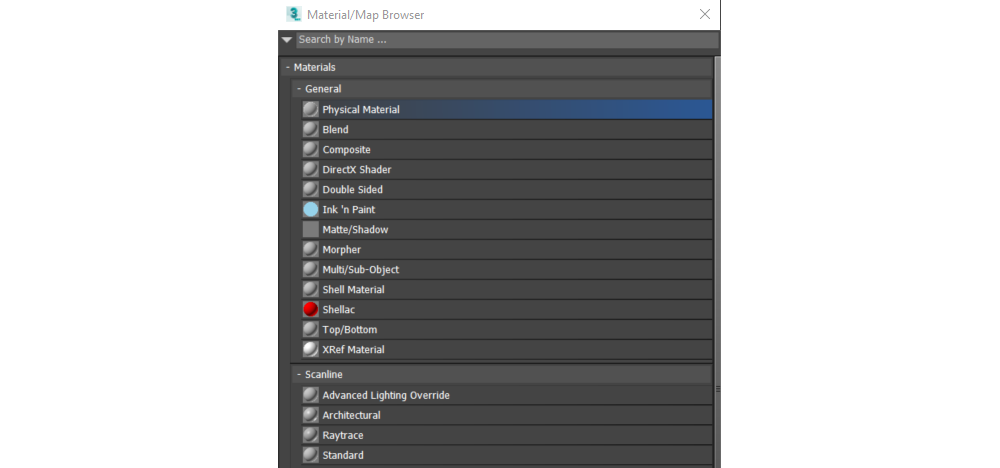 3 Material/Map Browser
Search by Name ...
- Materials
- General
Physical Material
Blend
Composite
DirectX Shader
Double Sided
Ink 'n Paint
Matte/Shadow
Morpher
Multi/Sub-Object
Shell Material
Shellac
Top/Bottom
XRef Material
- Scanline
Advanced Lighting Override
Architectural
Raytrace
Standard